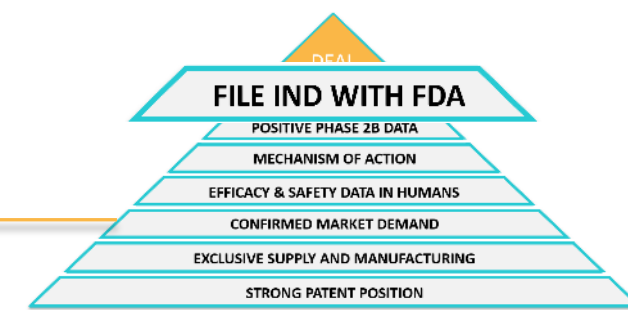 DEAL
FILE IND WITH FDA
POSITIVE PHASE 2B DATA
MECHANISM OF ACTION
EFFICACY & SAFETY DATA IN HUMANS
CONFIRMED MARKET DEMAND
EXCLUSIVE SUPPLY AND MANUFACTURING
STRONG PATENT POSITION